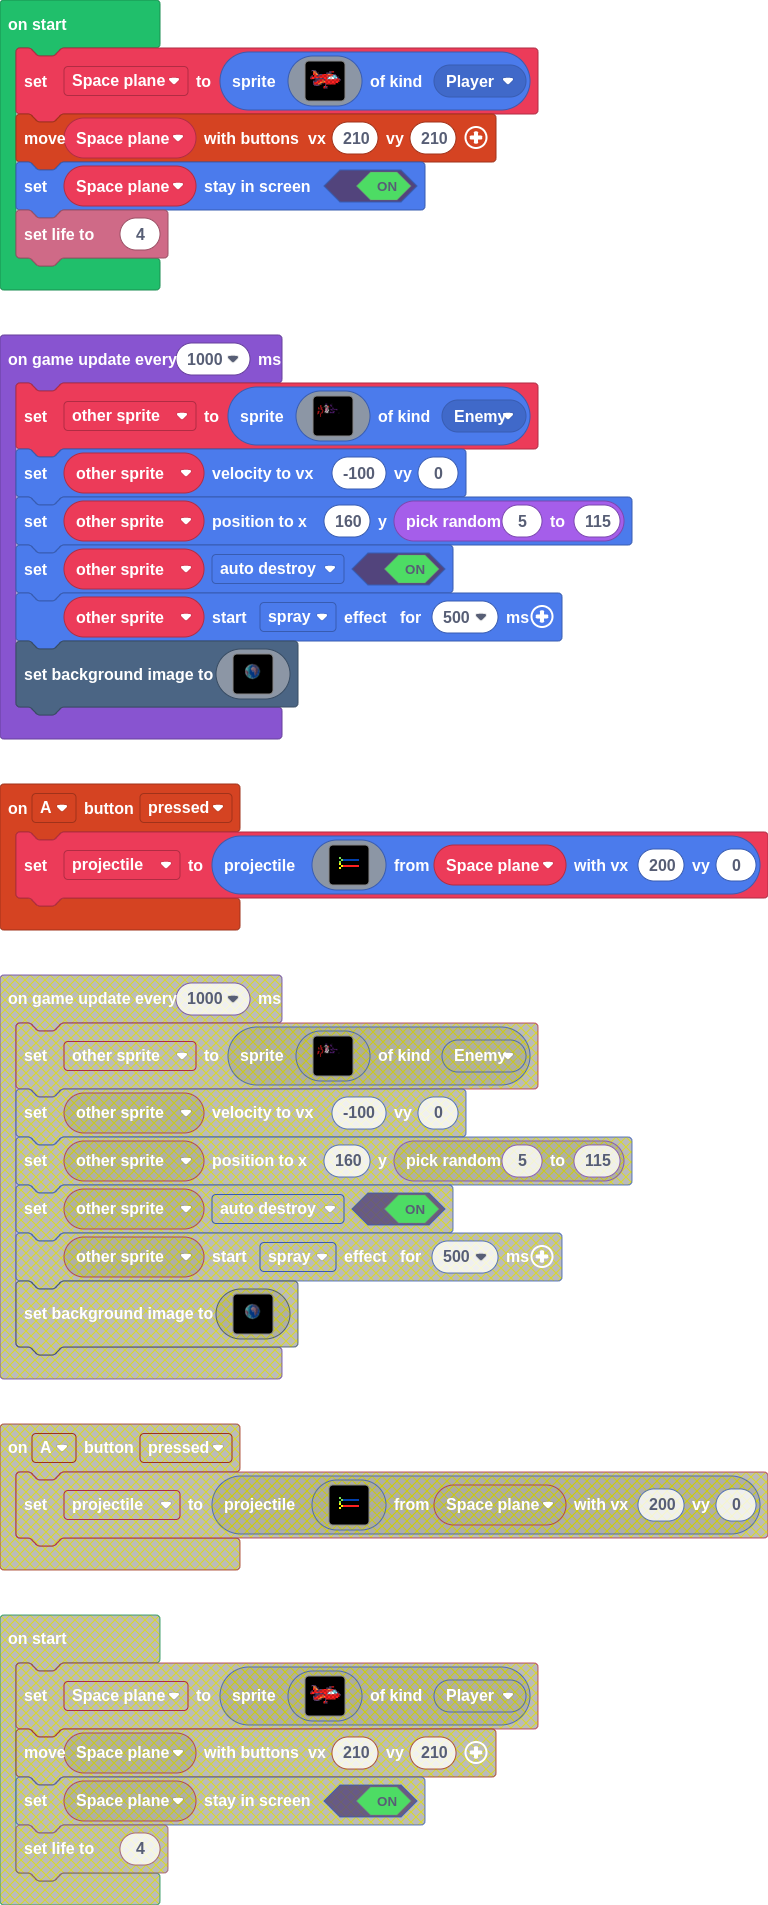 on start
set Space plane to sprite of kind Player
move Space plane with buttons vx 210 vy 210
set Space plane stay in screen ON
set life to 4
on game update every 1000 ms
set other sprite to sprite of kind Enemy
set other sprite velocity to vx -100 vy 0
set other sprite position to x 160 y pick random 5 to 115
set other sprite auto destroy ON
other sprite start spray effect for 500 ms
set background image to
on A button pressed
set projectile to projectile from Space plane with vx 200 vy 0
on game update every 1000 ms
set other sprite to sprite of kind Enemy
set other sprite velocity to vx -100 vy 0
set other sprite position to x 160 y pick random 5 to 115
set other sprite auto destroy ON
other sprite start spray effect for 500 ms
set background image to
on A button pressed
set projectile to projectile from Space plane with vx 200 vy 0
on start
set Space plane to sprite of kind Player
move Space plane with buttons vx 210 vy 210
set Space plane stay in screen ON
set life to 4